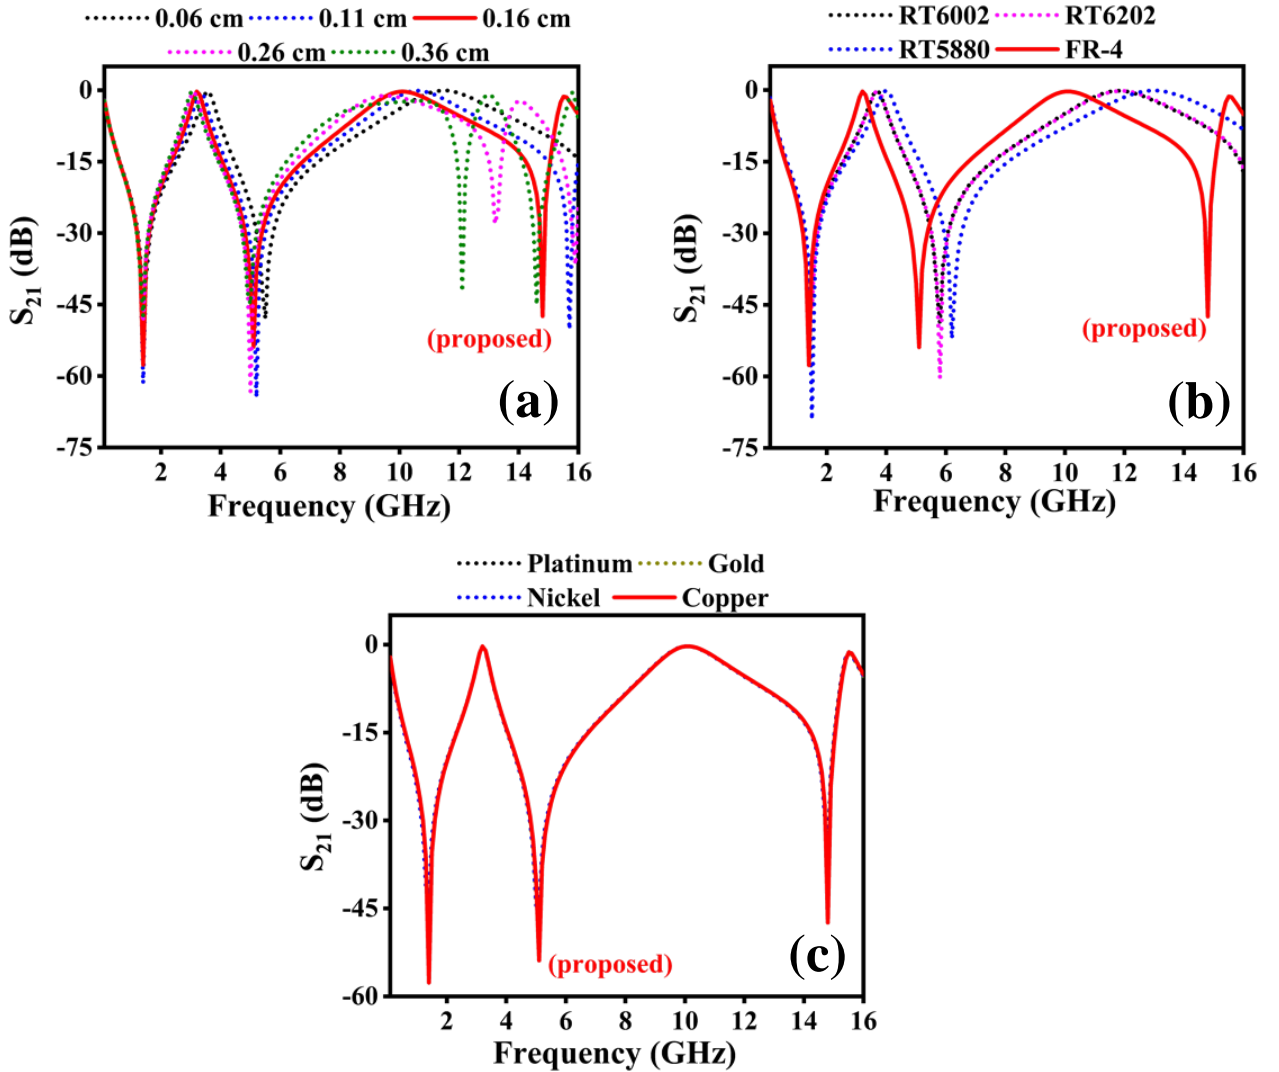 0.06 cm 0.11 cm 0.16 cm
0.26 cm 0.36 cm
0
-15
-30
-45
-60
-75
S21 (dB)
(proposed)
(a)
2 4 6 8 10 12 14 16
Frequency (GHz)
RT6002 RT6202
RT5880 FR-4
0
-15
-30
-45
-60
-75
S21 (dB)
(proposed)
(b)
2 4 6 8 10 12 14 16
Frequency (GHz)
Platinum Gold
Nickel Copper
0
-15
-30
-45
-60
S21 (dB)
(proposed)
(c)
2 4 6 8 10 12 14 16
Frequency (GHz)